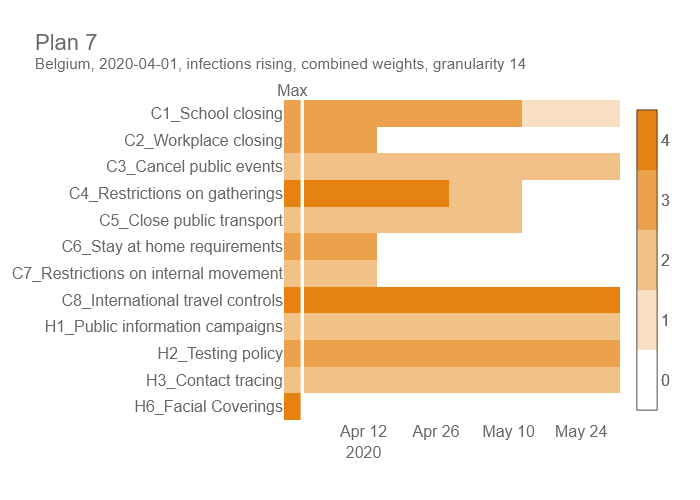 Plan 7
Belgium, 2020-04-01, infections rising, combined weights, granularity 14
Max
C1_School closing
C2_Workplace closing
C3_Cancel public events
C4_Restrictions on gatherings
C5_Close public transport
C6_Stay at home requirements
C7_Restrictions on internal movement
C8_International travel controls
H1_Public information campaigns
H2_Testing policy
H3_Contact tracing
H6_Facial Coverings
4
3
2
1
0
Apr 12 Apr 26 May 10 May 24
2020